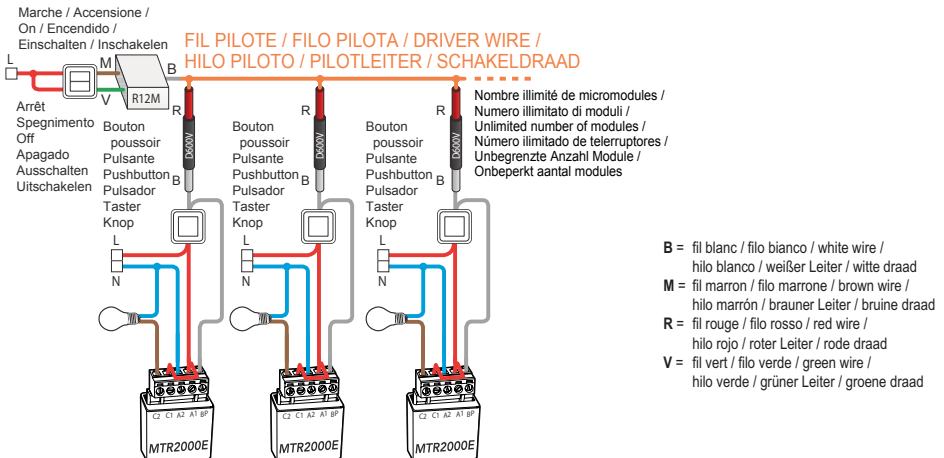 Marche / Accensione /
On / Encendido /
Einschalten / Inschakelen
FIL PILOTE / FILO PILOTA / DRIVER WIRE /
HILO PILOTO / PILOTLEITER / SCHAKELDRAAD
L
M
B
V
R12M
Arrêt
Spegnimento
Off
Apagado
Ausschalten
Uitschakelen
Nombre illimité de micromodules /
Numero illimitato di moduli /
Unlimited number of modules /
Número ilimitado de telerruptores /
Unbegrenzte Anzahl Module /
Onbeperkt aantal modules
R
D600V
B
Bouton
poussoir
Pulsante
Pushbutton
Pulsador
Taster
Knop
L
N
C2 C1 A2 A1 BP
MTR2000E
R
D600V
B
Bouton
poussoir
Pulsante
Pushbutton
Pulsador
Taster
Knop
L
N
C2 C1 A2 A1 BP
MTR2000E
R
D600V
B
Bouton
poussoir
Pulsante
Pushbutton
Pulsador
Taster
Knop
L
N
C2 C1 A2 A1 BP
MTR2000E
B = fil blanc / filo bianco / white wire /
hilo blanco / weißer Leiter / witte draad
M = fil marron / filo marrone / brown wire /
hilo marrón / brauner Leiter / bruine draad
R = fil rouge / filo rosso / red wire /
hilo rojo / roter Leiter / rode draad
V = fil vert / filo verde / green wire /
hilo verde / grüner Leiter / groene draad